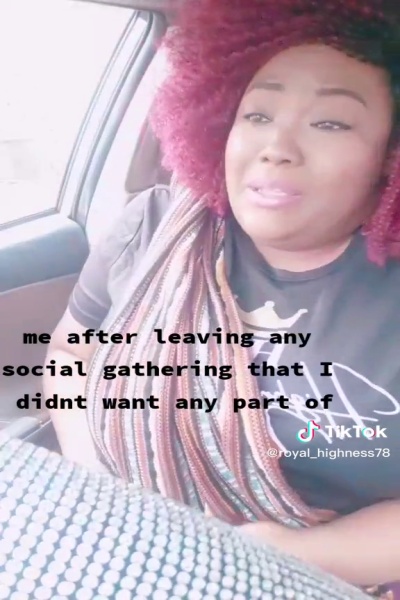 me after leaving any
social gathering that I
didnt want any part of
TikTok
@royal_highness78